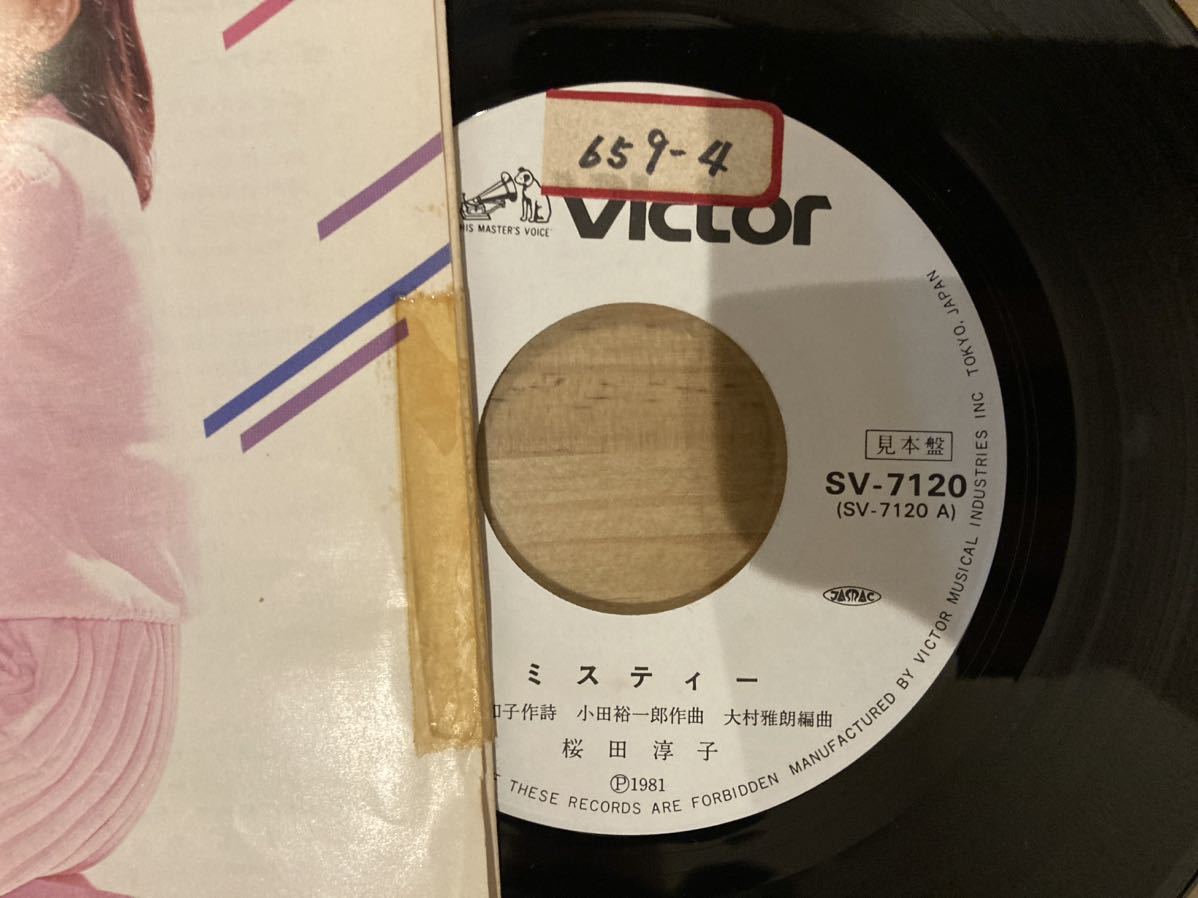 659-4
HIS MASTER'S VOICE
Victor
見本盤
SV-7120
(SV-7120 A)
JASRAC
ミスティー
子作詩 小田裕一郎作曲 大村雅朗編曲
桜田淳子
Ⓟ1981
THESE RECORDS ARE FORBIDDEN MANUFACTURED BY VICTOR MUSICAL INDUSTRIES INC TOKYO, JAPAN